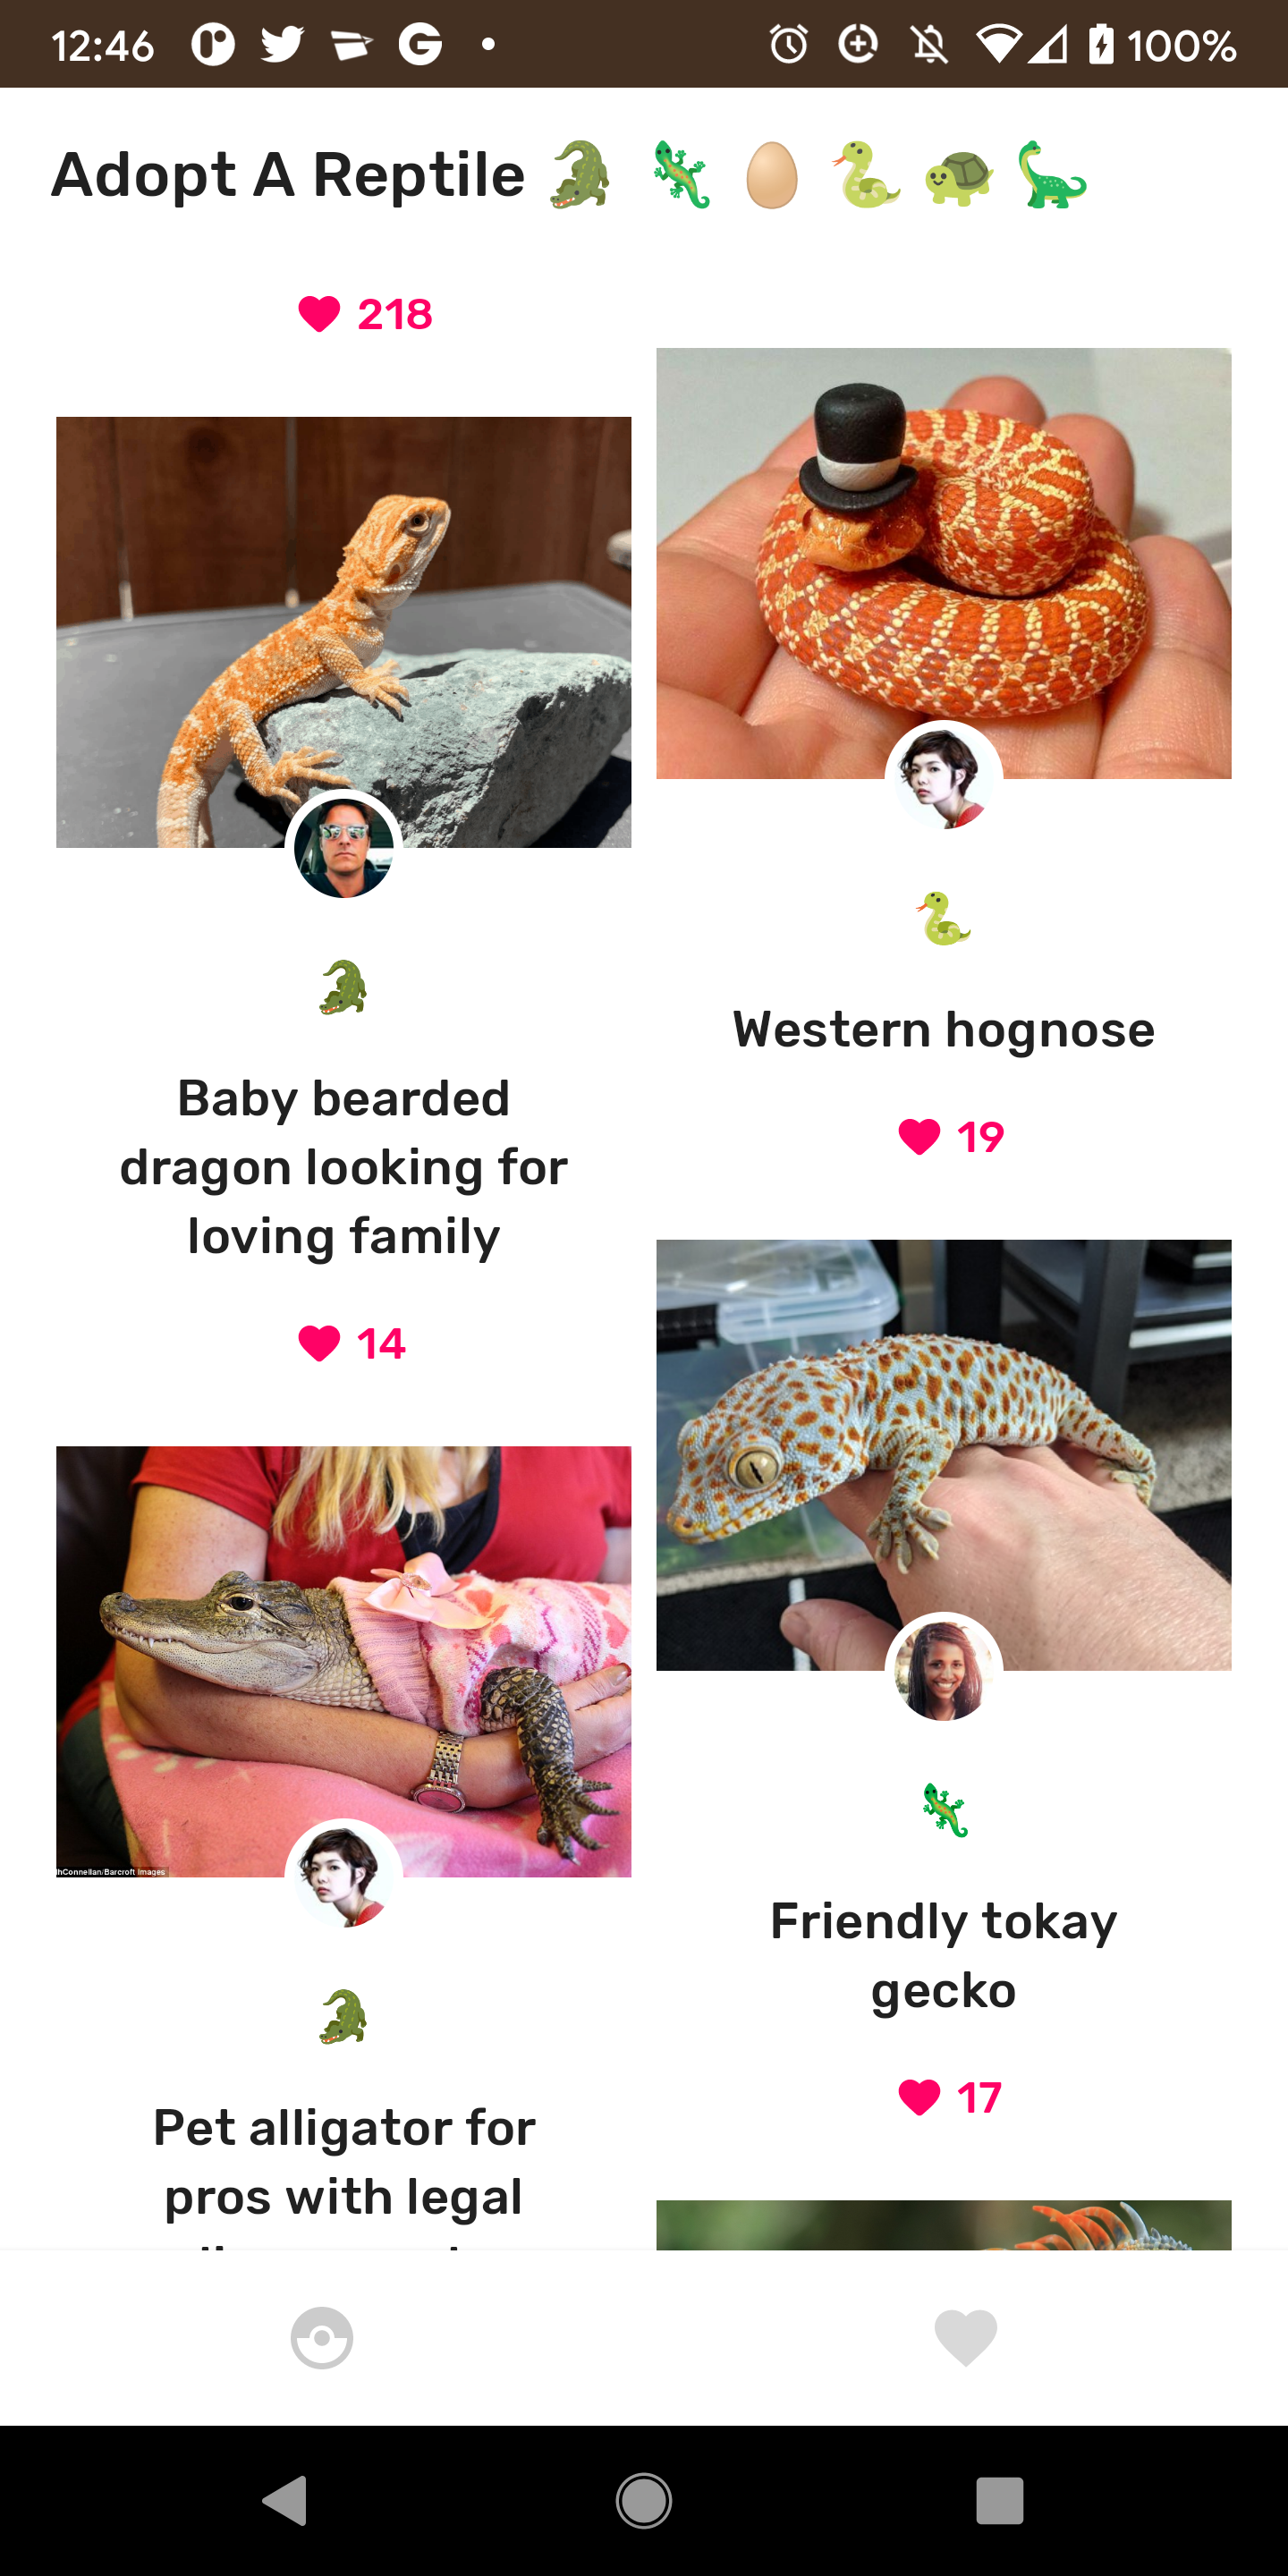 12:46 100%
Adopt A Reptile 🐊 🦎 🥚 🐍 🐢 🦕
218
Baby bearded
dragon looking for
loving family
14
hConnellan/Barcroft Images
Pet alligator for
pros with legal
Western hognose
19
Friendly tokay
gecko
17